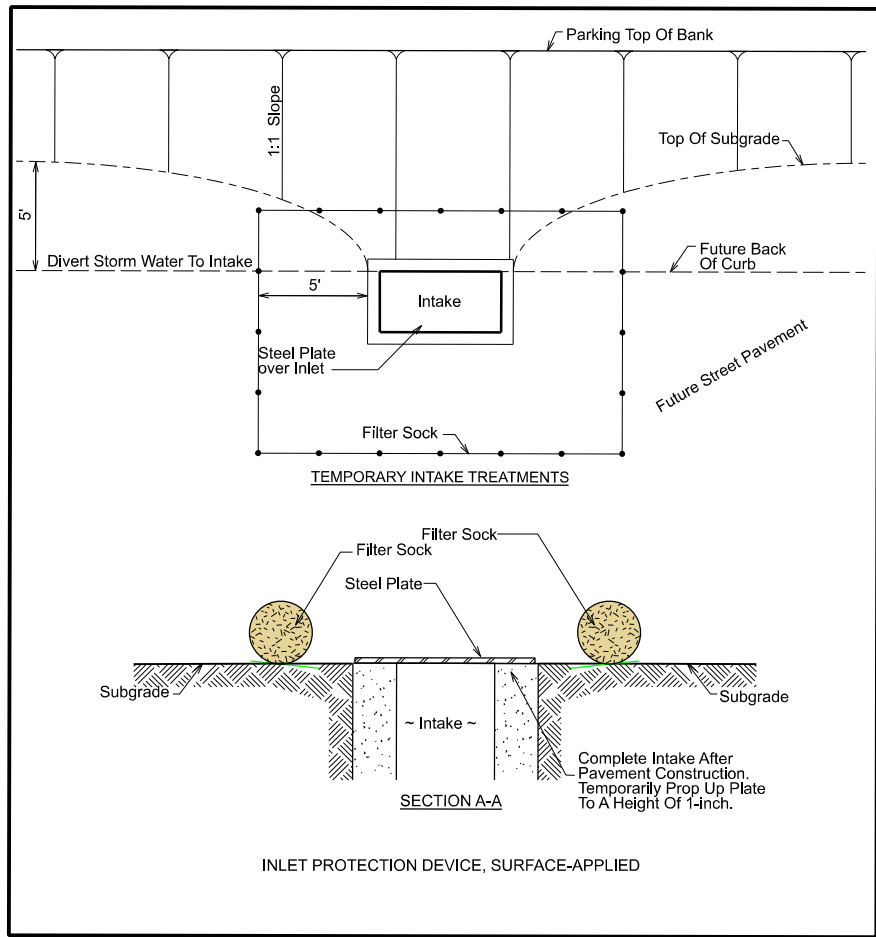 Parking Top Of Bank
1:1 Slope
Top Of Subgrade
5'
Divert Storm Water To Intake
Future Back
Of Curb
5'
Intake
Steel Plate
over Inlet
Future Street Pavement
Filter Sock
TEMPORARY INTAKE TREATMENTS
Filter Sock
Filter Sock
Steel Plate
Subgrade
Subgrade
~ Intake ~
Complete Intake After
Pavement Construction.
Temporarily Prop Up Plate
To A Height Of 1-inch.
SECTION A-A
INLET PROTECTION DEVICE, SURFACE-APPLIED